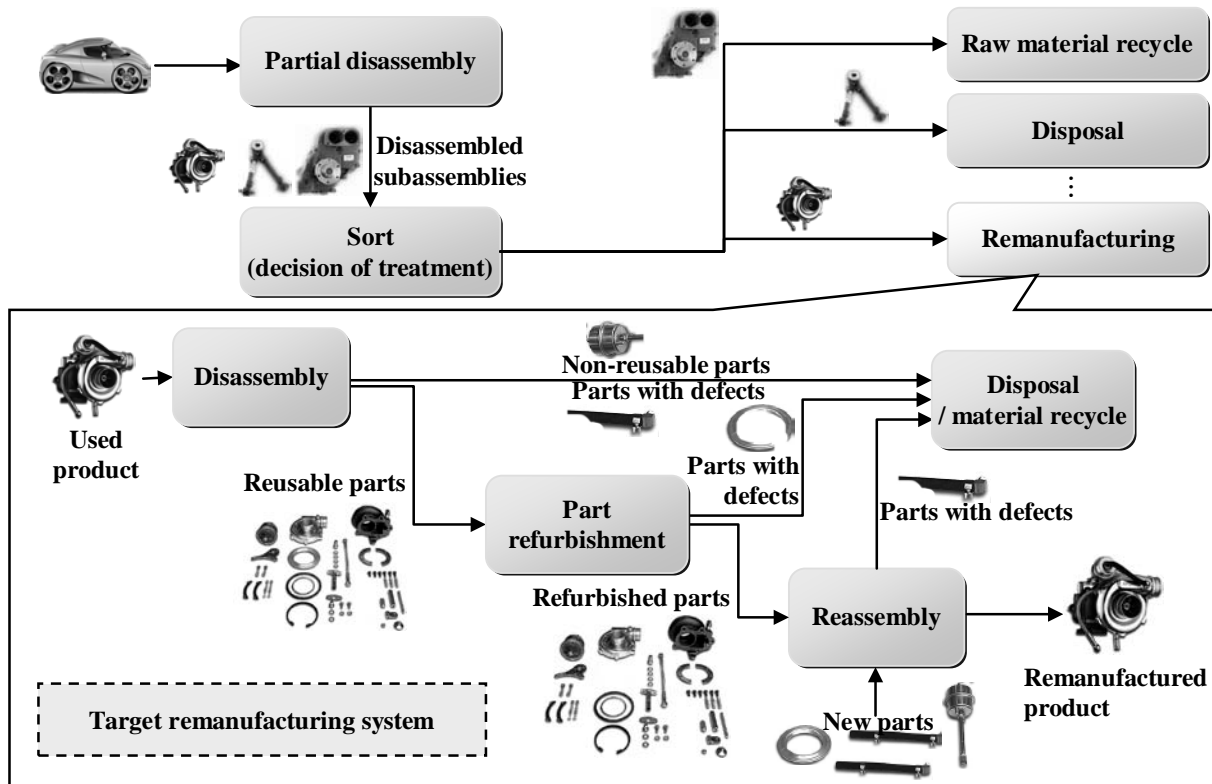 Partial disassembly
Raw material recycle
Disposal
Disassembled
subassemblies
⋮
Sort
(decision of treatment)
Remanufacturing
Disassembly
Non-reusable parts
Parts with defects
Disposal
/ material recycle
Used
product
Reusable parts
Parts with
defects
Part
refurbishment
Parts with defects
Refurbished parts
Reassembly
Remanufactured
product
New parts
Target remanufacturing system